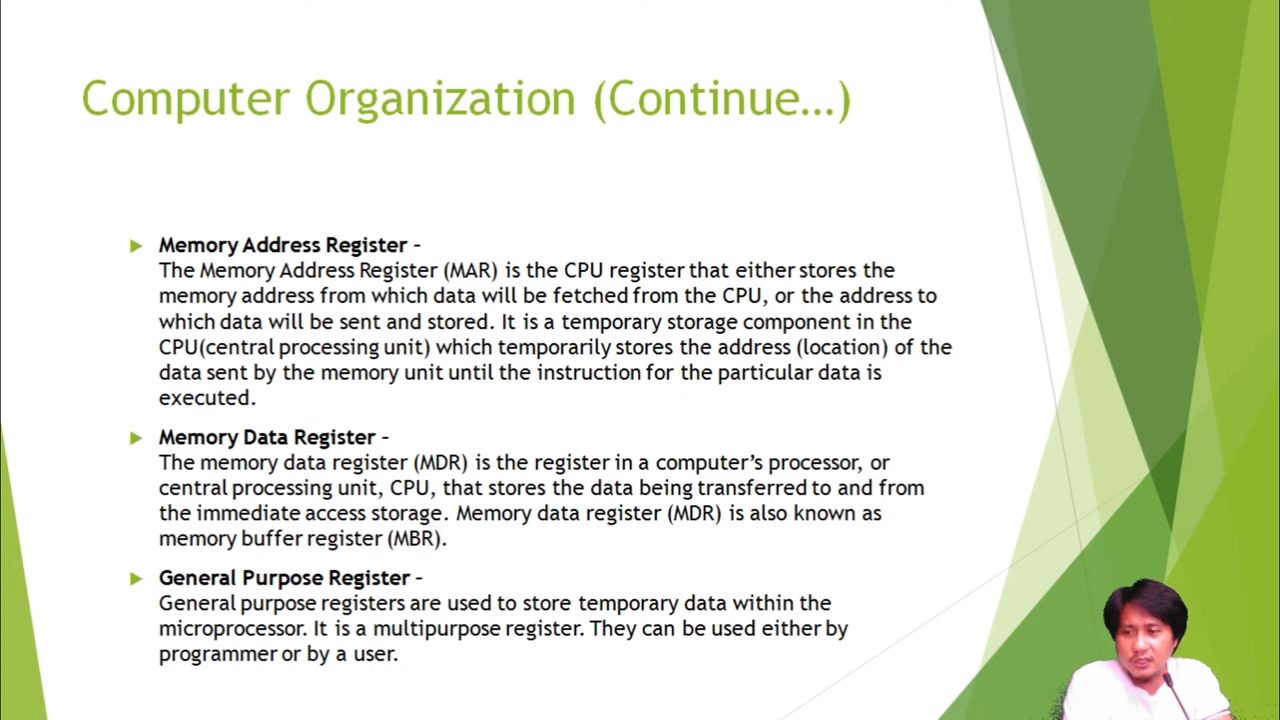 Computer Organization (Continue…)
Memory Address Register –
The Memory Address Register (MAR) is the CPU register that either stores the
memory address from which data will be fetched from the CPU, or the address to
which data will be sent and stored. It is a temporary storage component in the
CPU(central processing unit) which temporarily stores the address (location) of the
data sent by the memory unit until the instruction for the particular data is
executed.
Memory Data Register –
The memory data register (MDR) is the register in a computer’s processor, or
central processing unit, CPU, that stores the data being transferred to and from
the immediate access storage. Memory data register (MDR) is also known as
memory buffer register (MBR).
General Purpose Register –
General purpose registers are used to store temporary data within the
microprocessor. It is a multipurpose register. They can be used either by
programmer or by a user.